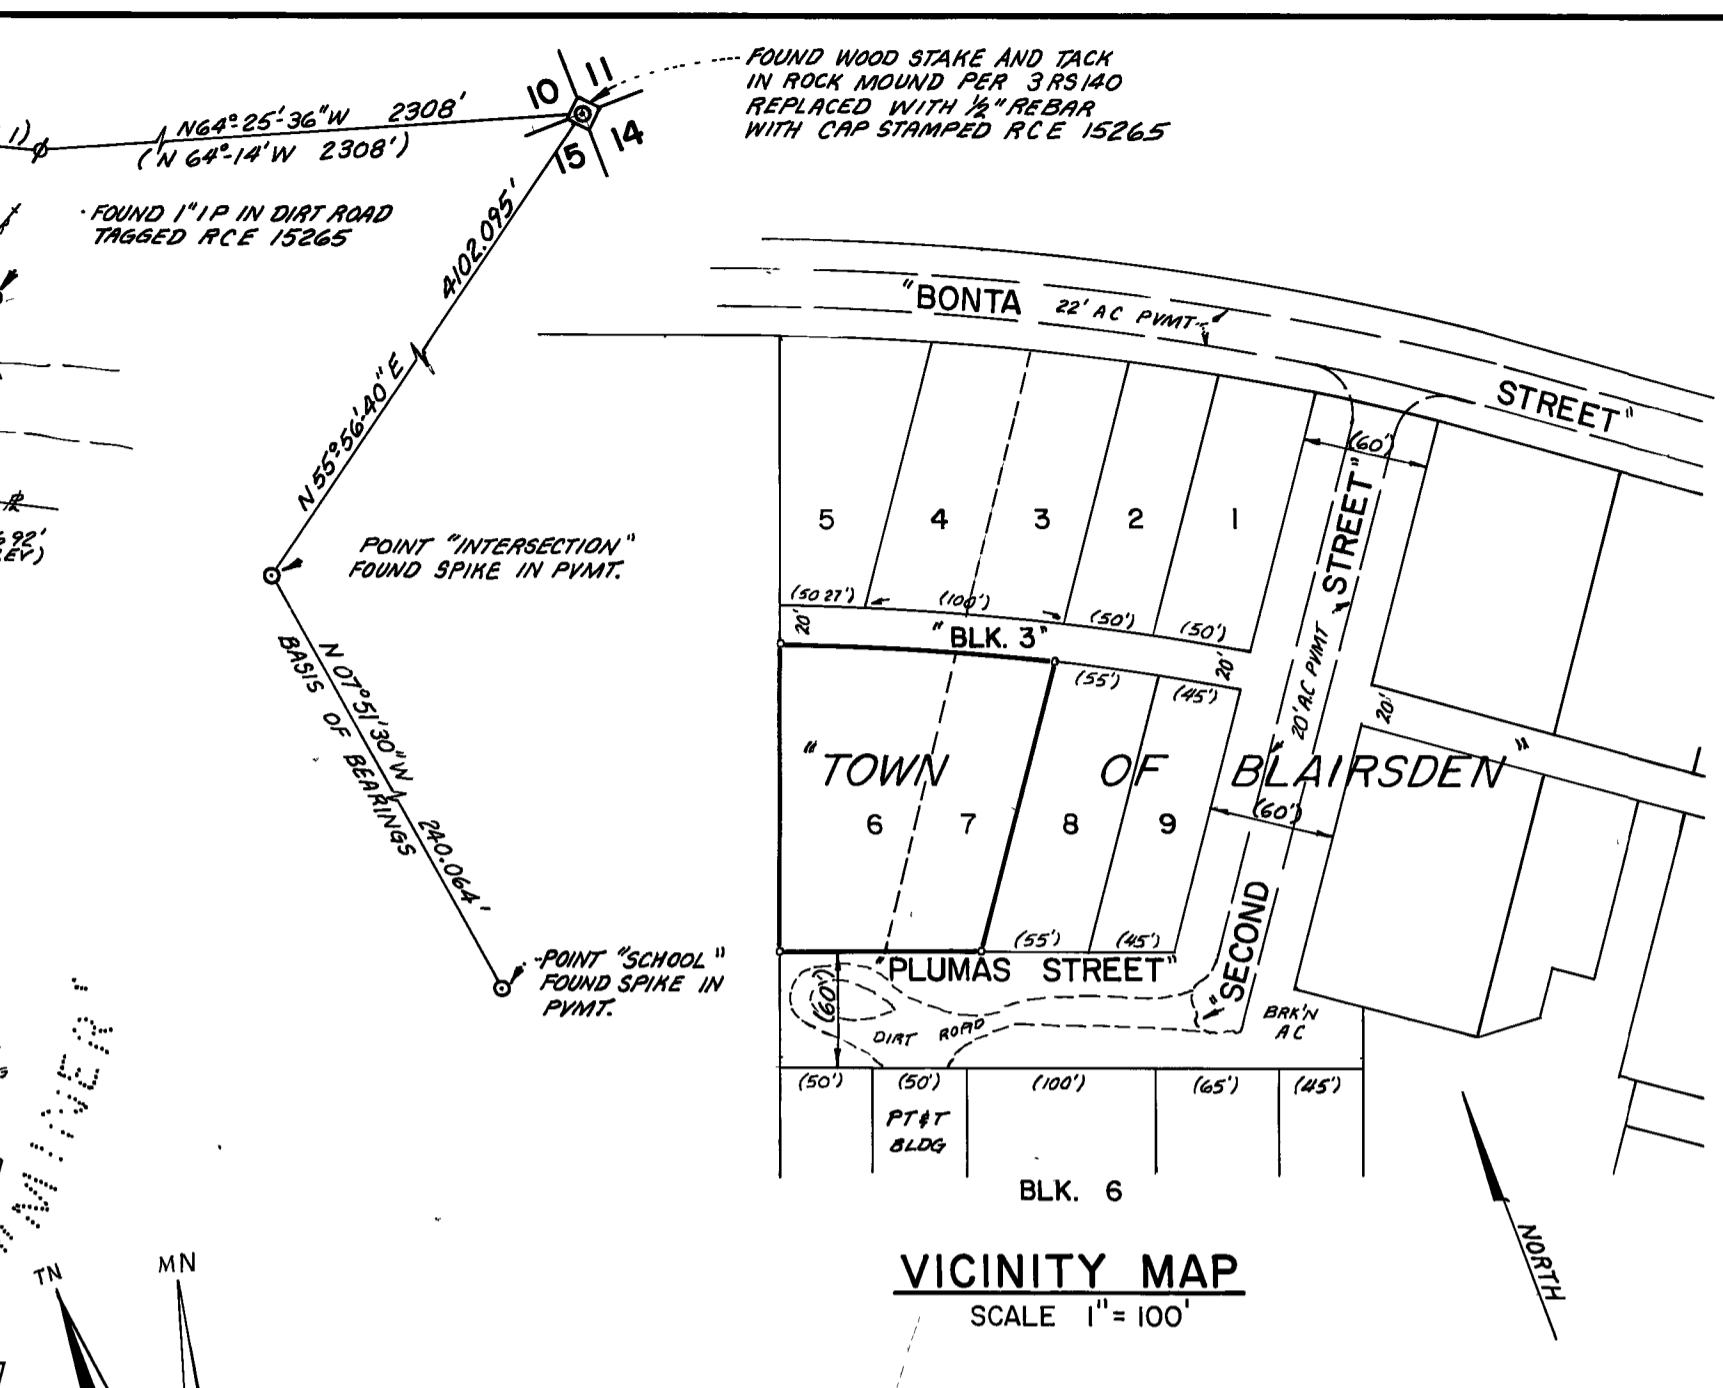 FOUND WOOD STAKE AND TACK
IN ROCK MOUND PER 3 RS 140
REPLACED WITH ½" REBAR
WITH CAP STAMPED RCE 15265
10
11
15
14
1)
N64°-25'-36"W 2308'
(N 64°-14'W 2308')
FOUND 1" IP IN DIRT ROAD
TAGGED RCE 15265
4102.095'
N 55°56'40"E
POINT "INTERSECTION"
FOUND SPIKE IN PVMT.
N 07°51'30"W
240.064'
BASIS OF BEARINGS
POINT "SCHOOL"
FOUND SPIKE IN
PVMT.
"BONTA
22' AC PVMT
STREET"
(60')
5
4
3
2
1
STREET"
(50 27')
(100')
(50')
(50')
20'
"BLK. 3"
20'
(55')
(45')
20' A.C PVMT
20'
"TOWN OF BLAIRSDEN"
(60')
6
7
8
9
(55')
(45')
"SECOND
"PLUMAS STREET"
(60')
DIRT ROAD
BRK'N
AC
(50')
(50')
(100')
(65')
(45')
PT&T
BLDG
BLK. 6
NORTH
VICINITY MAP
SCALE 1"= 100'
TN
MN